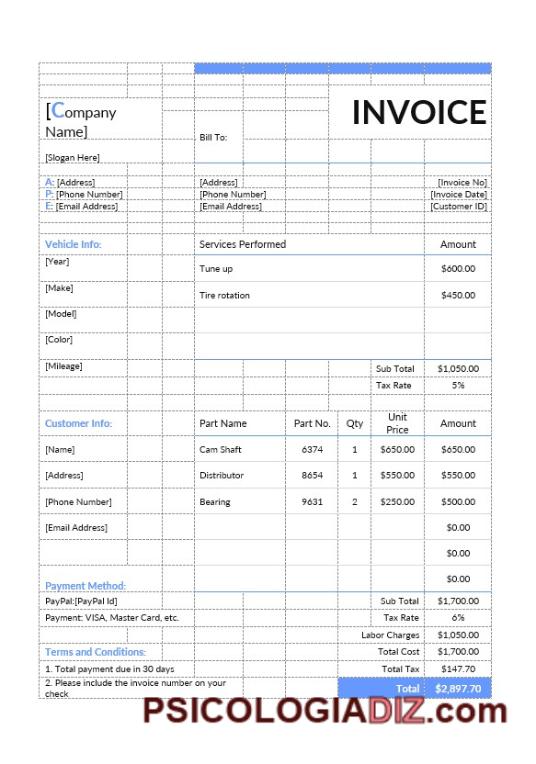 INVOICE
[Company
Name]
Bill To:
[Slogan Here]
A: [Address] [Address] [Invoice No]
P: [Phone Number] [Phone Number] [Invoice Date]
E: [Email Address] [Email Address] [Customer ID]
Vehicle Info: Services Performed Amount
[Year]
Tune up $600.00
[Make]
Tire rotation $450.00
[Model]
[Color]
[Mileage] Sub Total $1,050.00
Tax Rate 5%
Customer Info: Part Name Part No. Qty Unit Price Amount
[Name] Cam Shaft 6374 1 $650.00 $650.00
[Address] Distributor 8654 1 $550.00 $550.00
[Phone Number] Bearing 9631 2 $250.00 $500.00
[Email Address] $0.00
$0.00
$0.00
Payment Method:
PayPal:[PayPal Id] Sub Total $1,700.00
Payment: VISA, Master Card, etc. Tax Rate 6%
Labor Charges $1,050.00
Terms and Conditions: Total Cost $1,700.00
1. Total payment due in 30 days Total Tax $147.70
2. Please include the invoice number on your
check
Total $2,897.70
PSICOLOGIADIZ.com